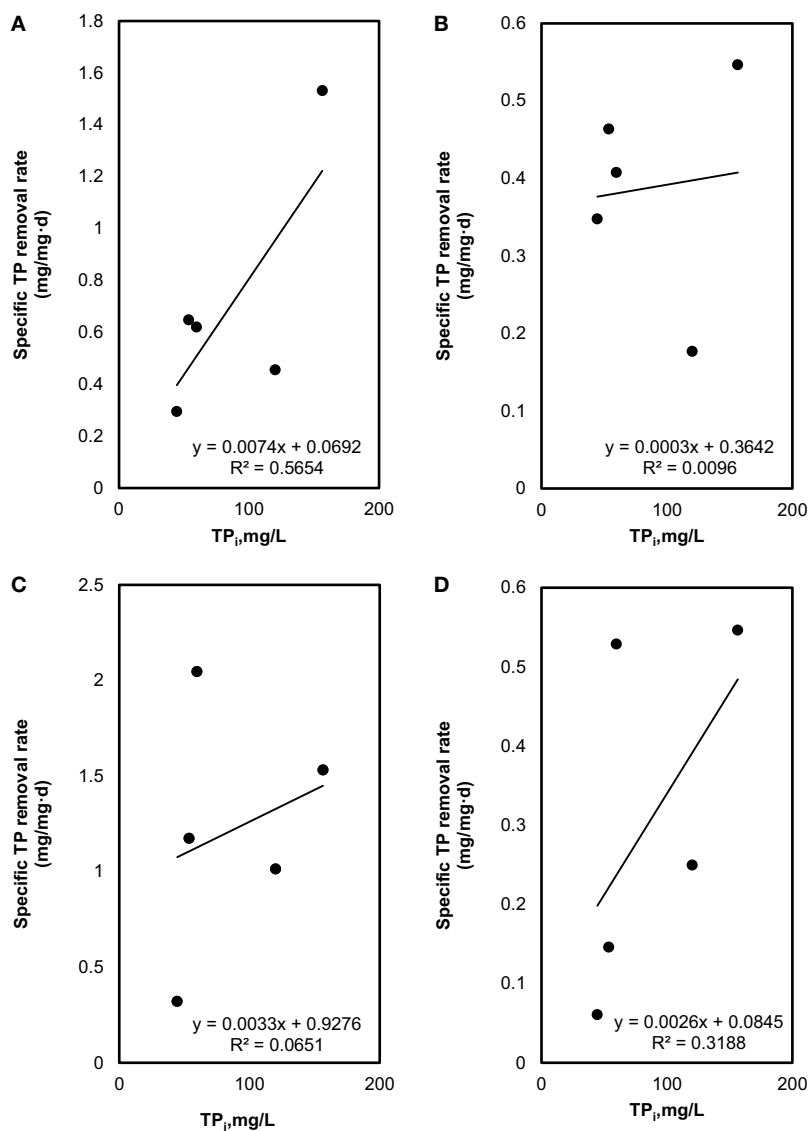 A
Specific TP removal rate
(mg/mg·d)
1.8
1.6
1.4
1.2
1
0.8
0.6
0.4
0.2
0
0
100
200
y = 0.0074x + 0.0692
R² = 0.5654
TPᵢ,mg/L
B
Specific TP removal rate
(mg/mg·d)
0.6
0.5
0.4
0.3
0.2
0.1
0
0
100
200
y = 0.0003x + 0.3642
R² = 0.0096
TPᵢ,mg/L
C
Specific TP removal rate
(mg/mg·d)
2.5
2
1.5
1
0.5
0
0
100
200
y = 0.0033x + 0.9276
R² = 0.0651
TPᵢ,mg/L
D
Specific TP removal rate
(mg/mg·d)
0.6
0.5
0.4
0.3
0.2
0.1
0
0
100
200
y = 0.0026x + 0.0845
R² = 0.3188
TPᵢ,mg/L